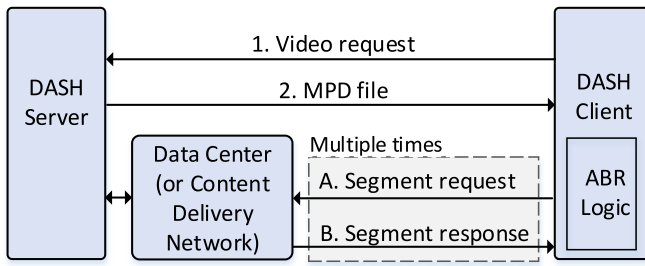 1. Video request
DASH
Server
2. MPD file
DASH
Client
Multiple times
Data Center
(or Content
Delivery
Network)
A. Segment request
B. Segment response
ABR
Logic